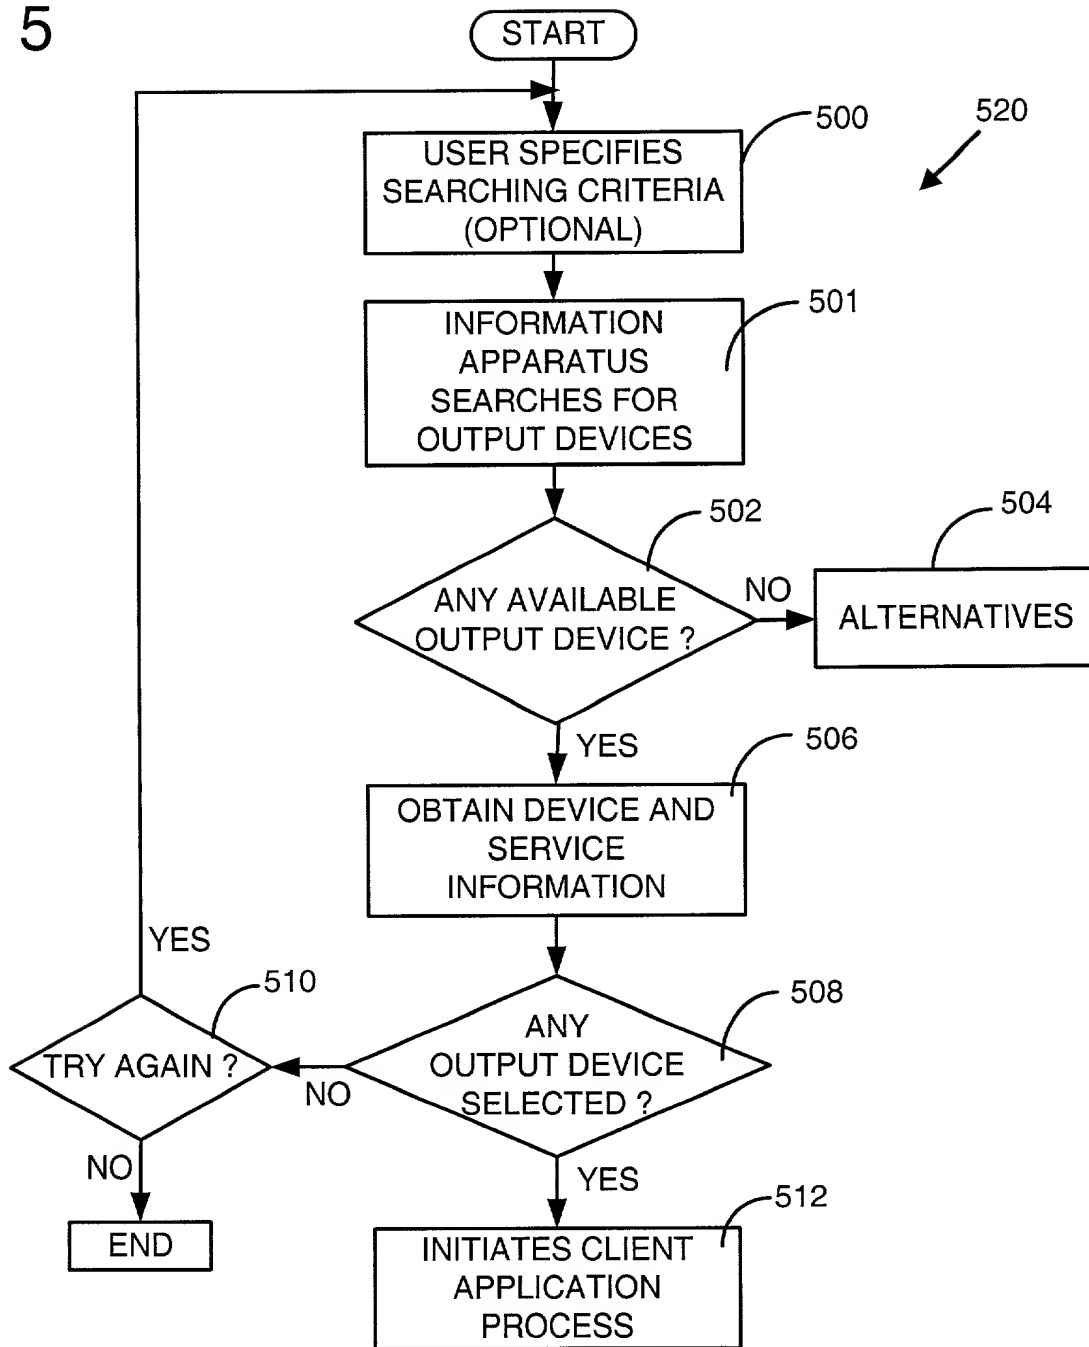 5
START
500
520
USER SPECIFIES
SEARCHING CRITERIA
(OPTIONAL)
501
INFORMATION
APPARATUS
SEARCHES FOR
OUTPUT DEVICES
502
504
ANY AVAILABLE
OUTPUT DEVICE ?
NO
ALTERNATIVES
YES
506
OBTAIN DEVICE AND
SERVICE
INFORMATION
YES
510
508
TRY AGAIN ?
NO
ANY
OUTPUT DEVICE
SELECTED ?
NO
YES
512
END
INITIATES CLIENT
APPLICATION
PROCESS